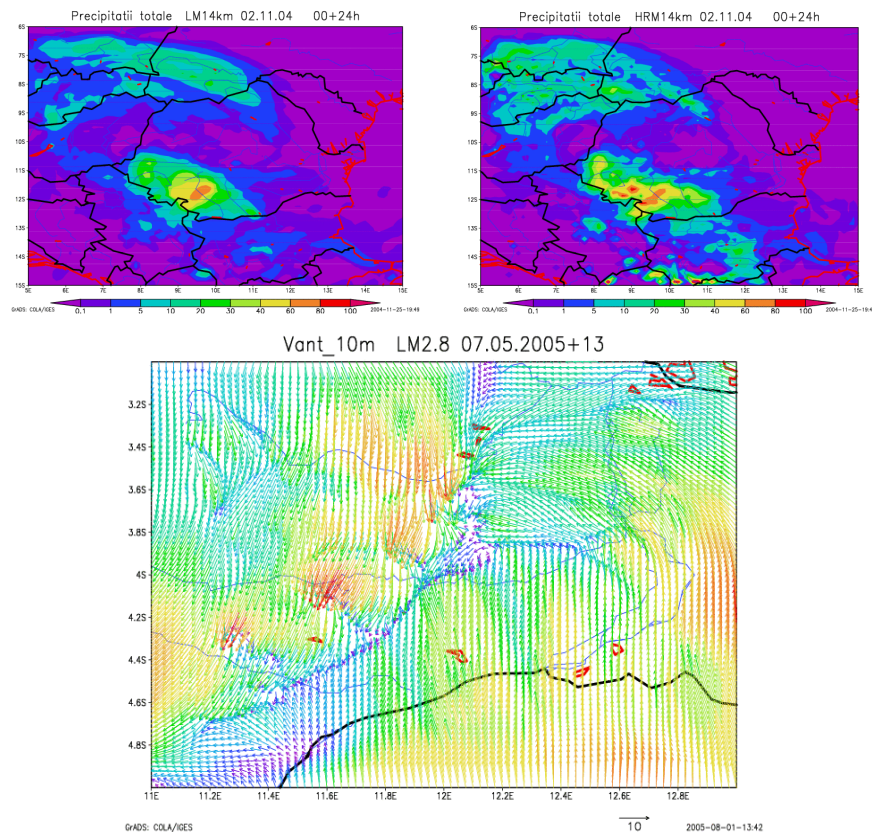 Precipitatii totale LM14km 02.11.04 00+24h
6S
7S
8S
9S
10S
11S
12S
13S
14S
15S
5E 6E 7E 8E 9E 10E 11E 12E 13E 14E 15E
0.1 1 5 10 20 30 40 60 80 100
GrADS: COLA/IGES 2004-11-25-19:48
Precipitatii totale HRM14km 02.11.04 00+24h
6S
7S
8S
9S
10S
11S
12S
13S
14S
15S
5E 6E 7E 8E 9E 10E 11E 12E 13E 14E 15E
0.1 1 5 10 20 30 40 60 80 100
GrADS: COLA/IGES
Vant_10m LM2.8 07.05.2005+13
3.2S
3.4S
3.6S
3.8S
4S
4.2S
4.4S
4.6S
4.8S
11E 11.2E 11.4E 11.6E 11.8E 12E 12.2E 12.4E 12.6E 12.8E
10
GrADS: COLA/IGES 2005-08-01-13:42